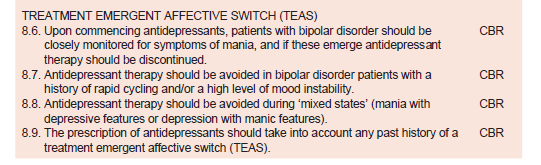 TREATMENT EMERGENT AFFECTIVE SWITCH (TEAS)
8.6. Upon commencing antidepressants, patients with bipolar disorder should be CBR
closely monitored for symptoms of mania, and if these emerge antidepressant
therapy should be discontinued.
8.7. Antidepressant therapy should be avoided in bipolar disorder patients with a CBR
history of rapid cycling and/or a high level of mood instability.
8.8. Antidepressant therapy should be avoided during ‘mixed states’ (mania with CBR
depressive features or depression with manic features).
8.9. The prescription of antidepressants should take into account any past history of a CBR
treatment emergent affective switch (TEAS).